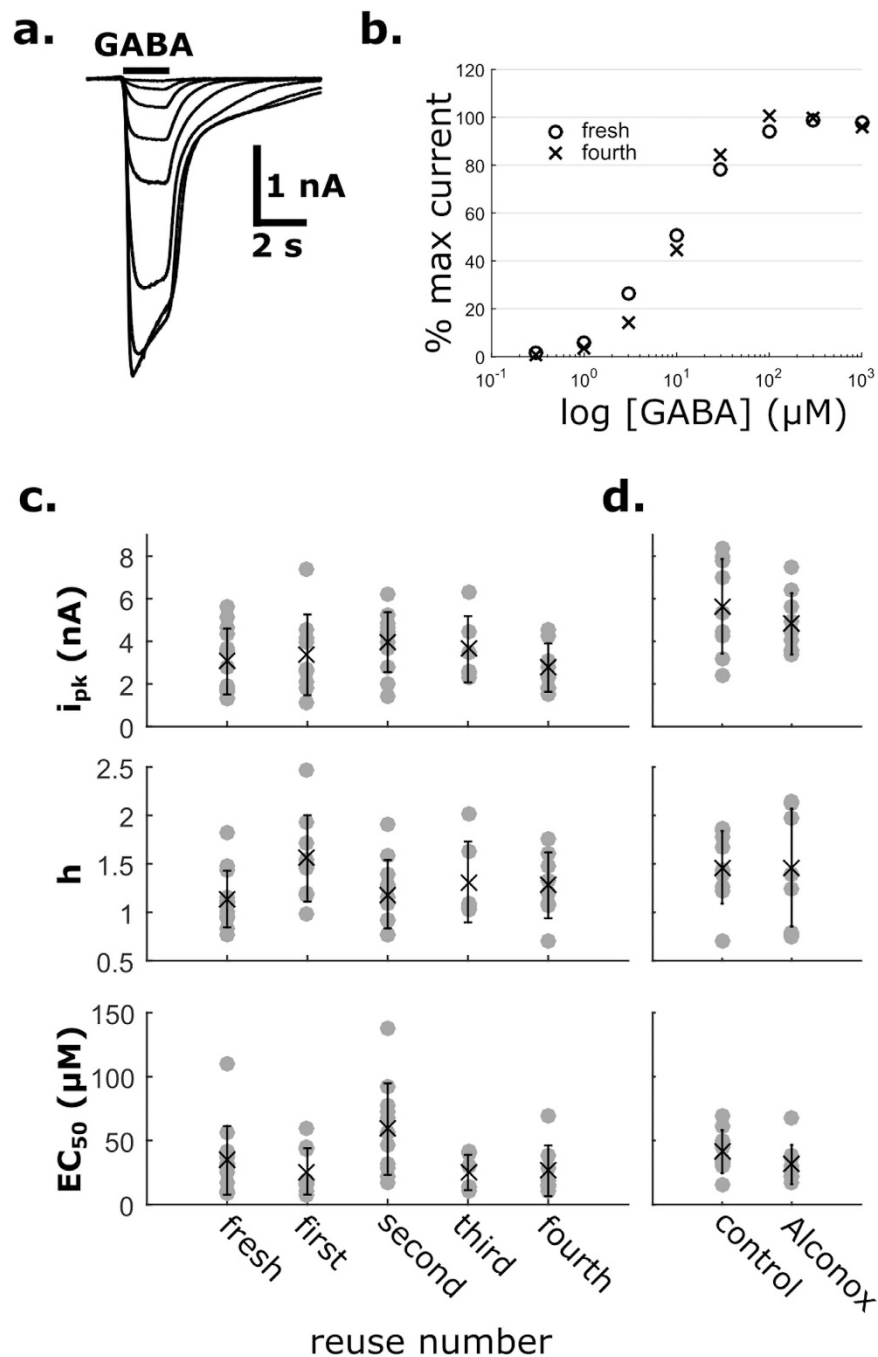 a.
GABA
1 nA
2 s
b.
120
100
80
60
40
20
0
fresh
fourth
% max current
10-1
100
101
102
103
log [GABA] (µM)
c.
d.
8
6
4
2
0
ipk (nA)
2.5
2
1.5
1
0.5
h
150
100
50
0
EC50 (µM)
fresh
first
second
third
fourth
control
Alconox
reuse number